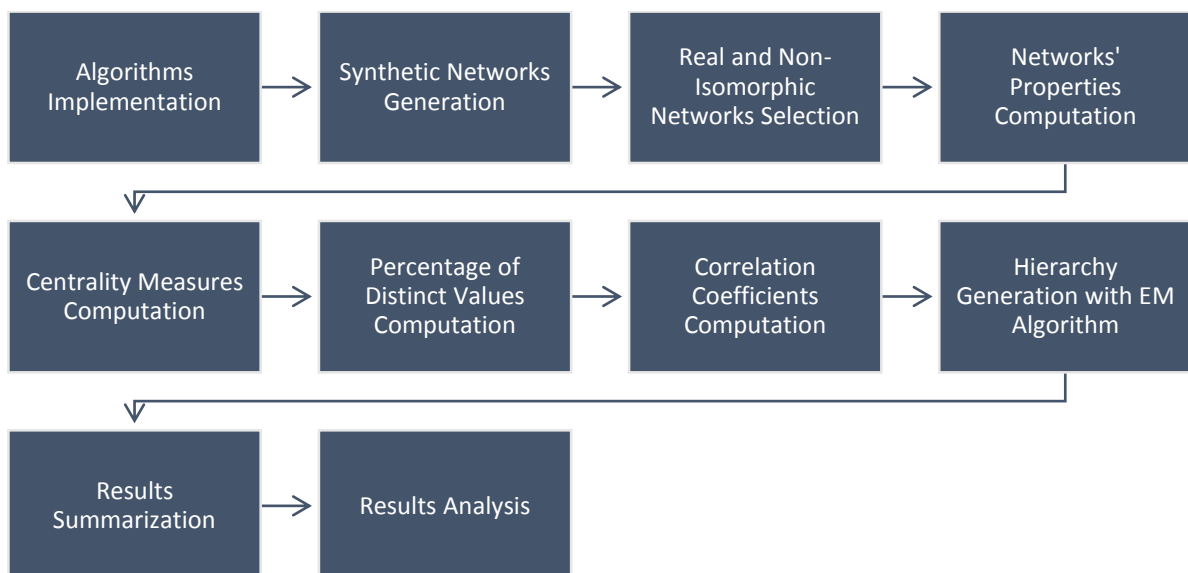 Algorithms
Implementation
Synthetic Networks
Generation
Real and Non-
Isomorphic
Networks Selection
Networks'
Properties
Computation
Centrality Measures
Computation
Percentage of
Distinct Values
Computation
Correlation
Coefficients
Computation
Hierarchy
Generation with EM
Algorithm
Results
Summarization
Results Analysis